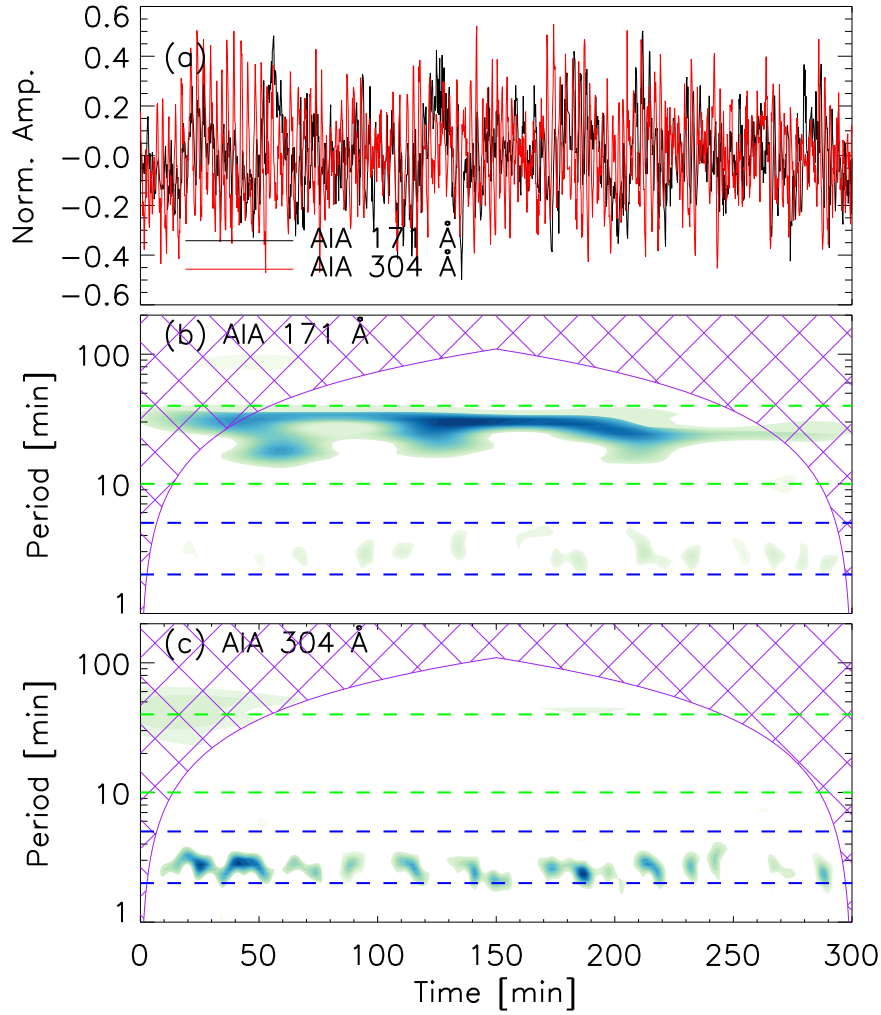 (a)
0.6
0.4
0.2
-0.0
-0.2
-0.4
-0.6
Norm. Amp.
AIA 171 Å
AIA 304 Å
(b) AIA 171 Å
100
10
1
Period [min]
(c) AIA 304 Å
100
10
1
Period [min]
0 50 100 150 200 250 300
Time [min]